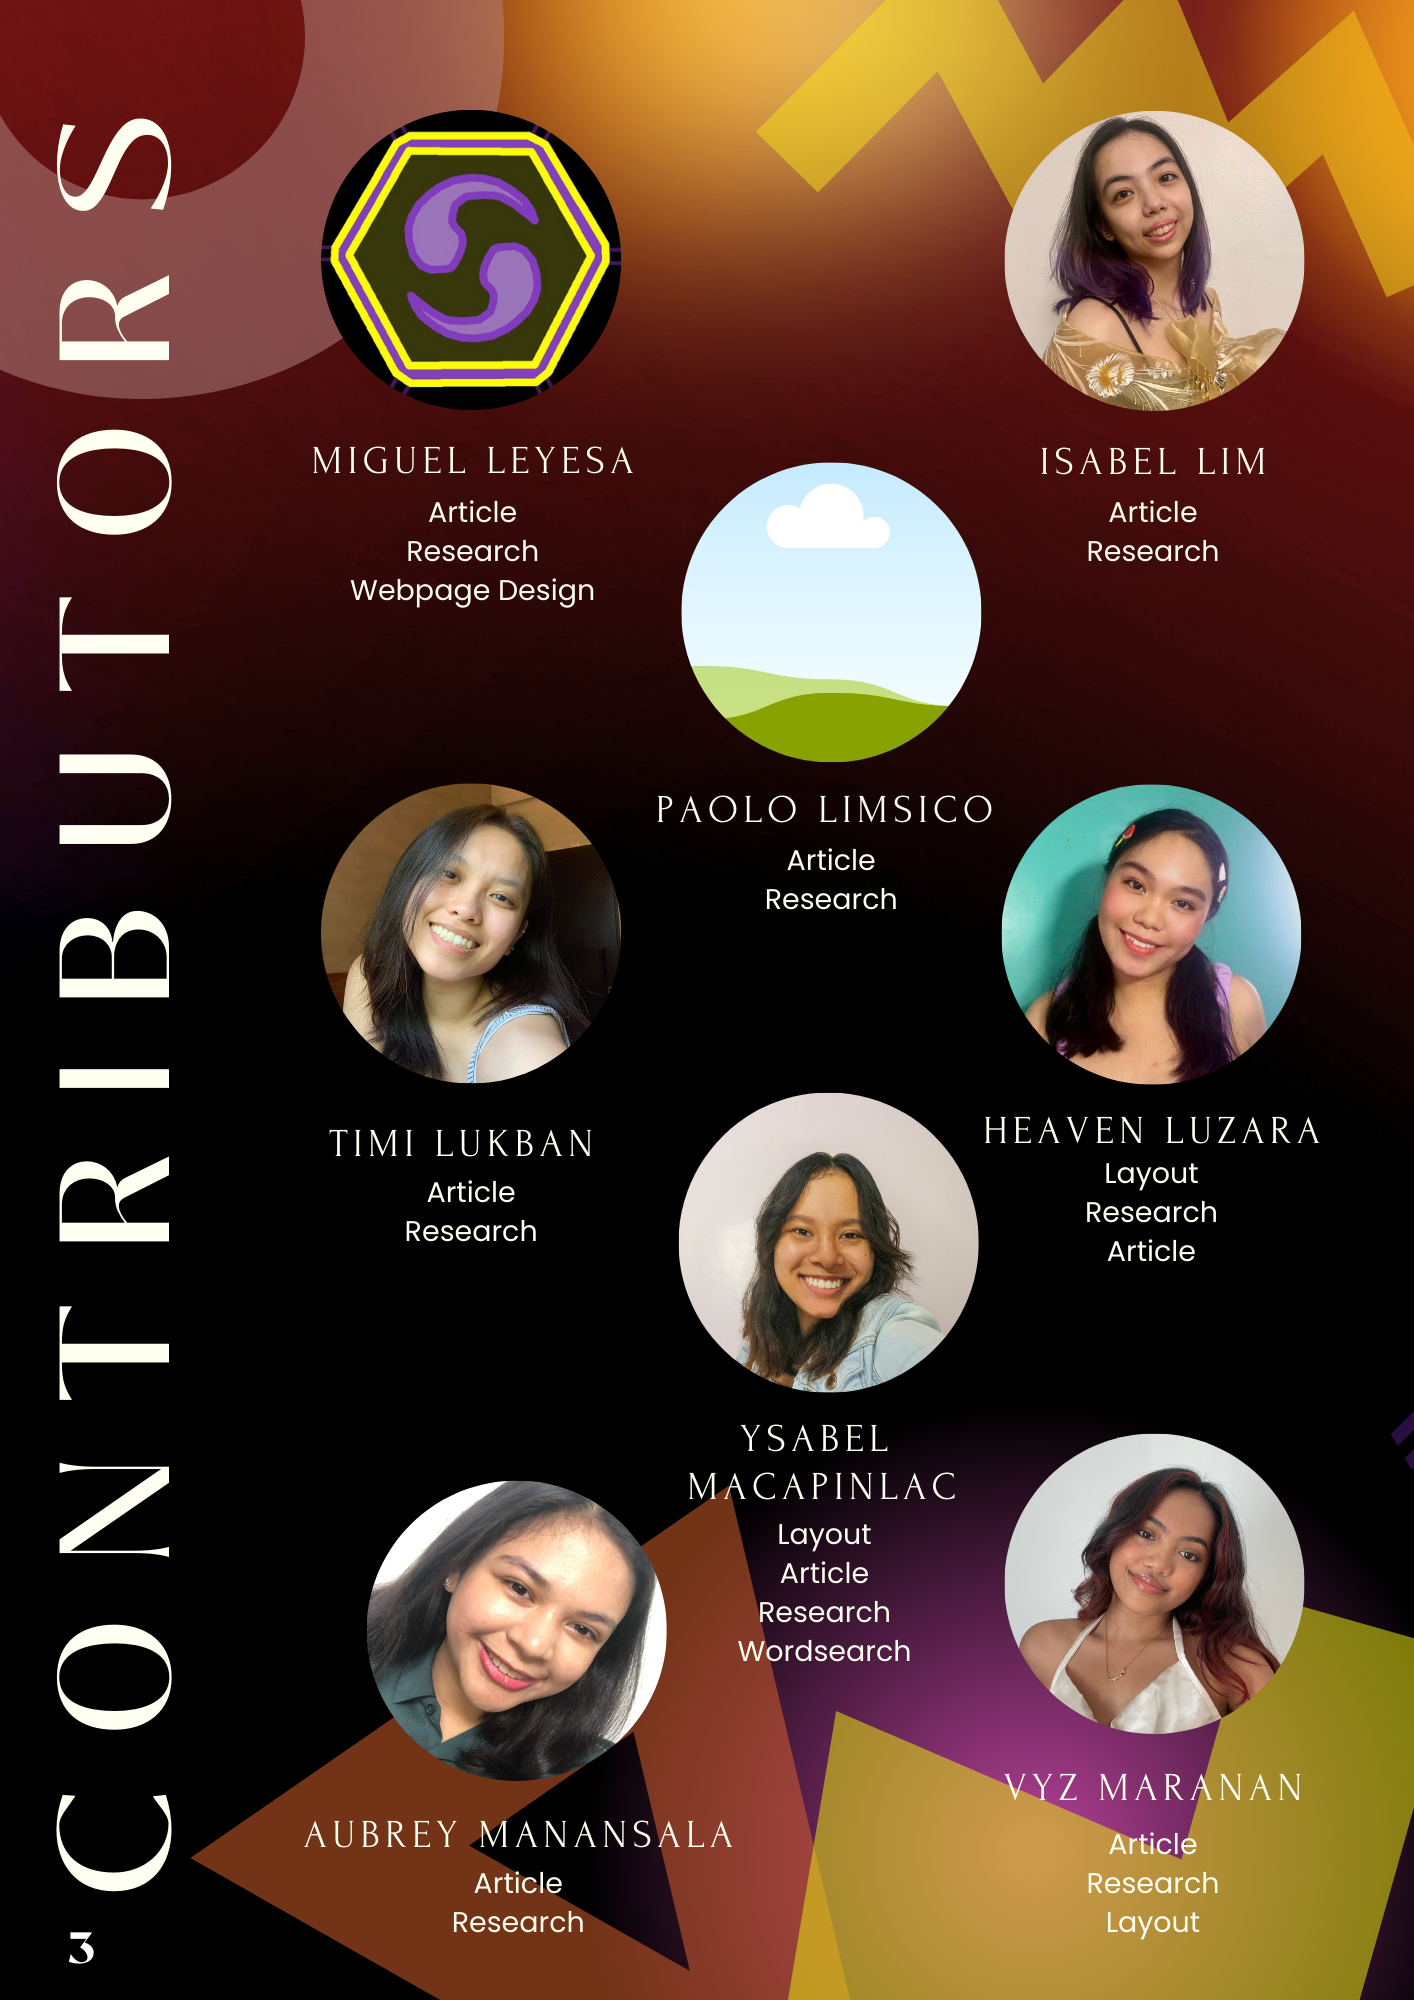 CONTRIBUTORS
MIGUEL LEYESA
Article
Research
Webpage Design
ISABEL LIM
Article
Research
PAOLO LIMSICO
Article
Research
TIMI LUKBAN
Article
Research
HEAVEN LUZARA
Layout
Research
Article
YSABEL
MACAPINLAC
Layout
Article
Research
Wordsearch
AUBREY MANANSALA
Article
Research
VYZ MARANAN
Article
Research
Layout
3